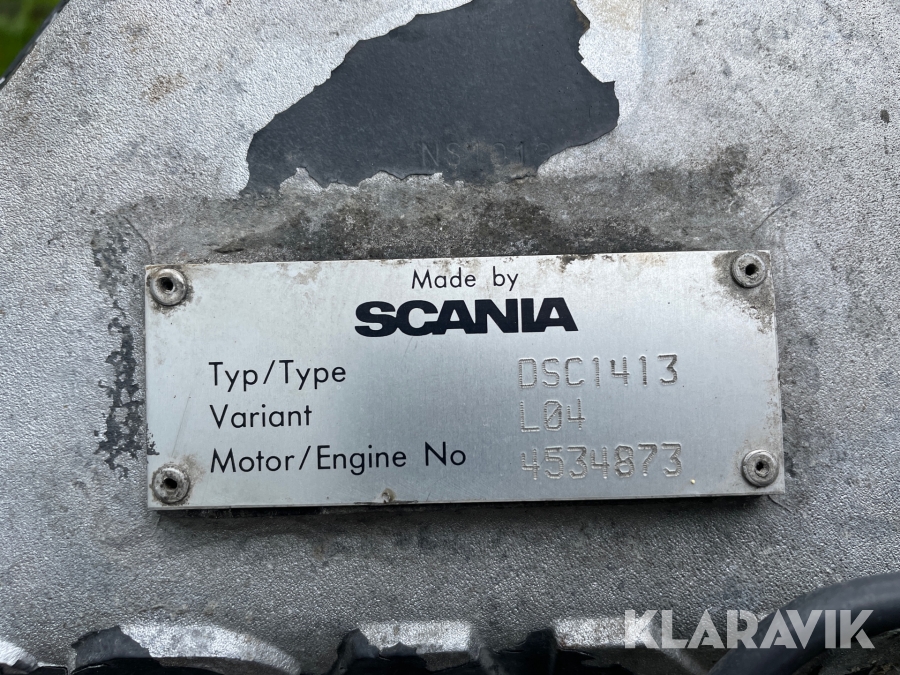 Made by
SCANIA
Typ/Type DSC1413
Variant L04
Motor/Engine No 4534873
KLARAVIK